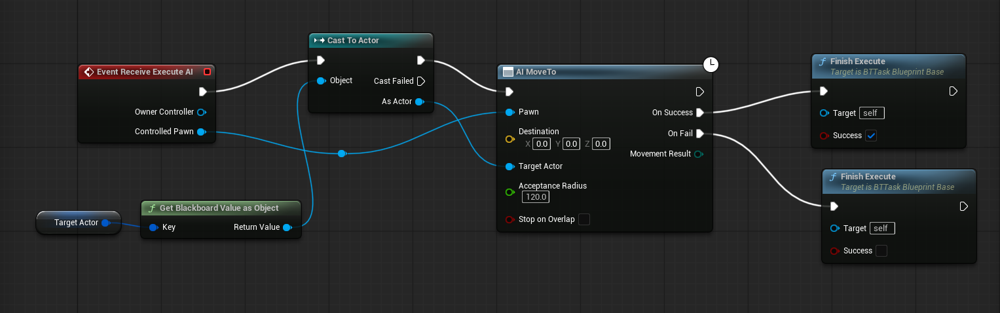 Event Receive Execute AI
Owner Controller
Controlled Pawn
Cast To Actor
Object
Cast Failed
As Actor
Target Actor
Get Blackboard Value as Object
Key
Return Value
AI MoveTo
Pawn
On Success
Destination
X 0.0 Y 0.0 Z 0.0
On Fail
Movement Result
Target Actor
Acceptance Radius
120.0
Stop on Overlap
f Finish Execute
Target is BTTask Blueprint Base
Target self
Success
f Finish Execute
Target is BTTask Blueprint Base
Target self
Success